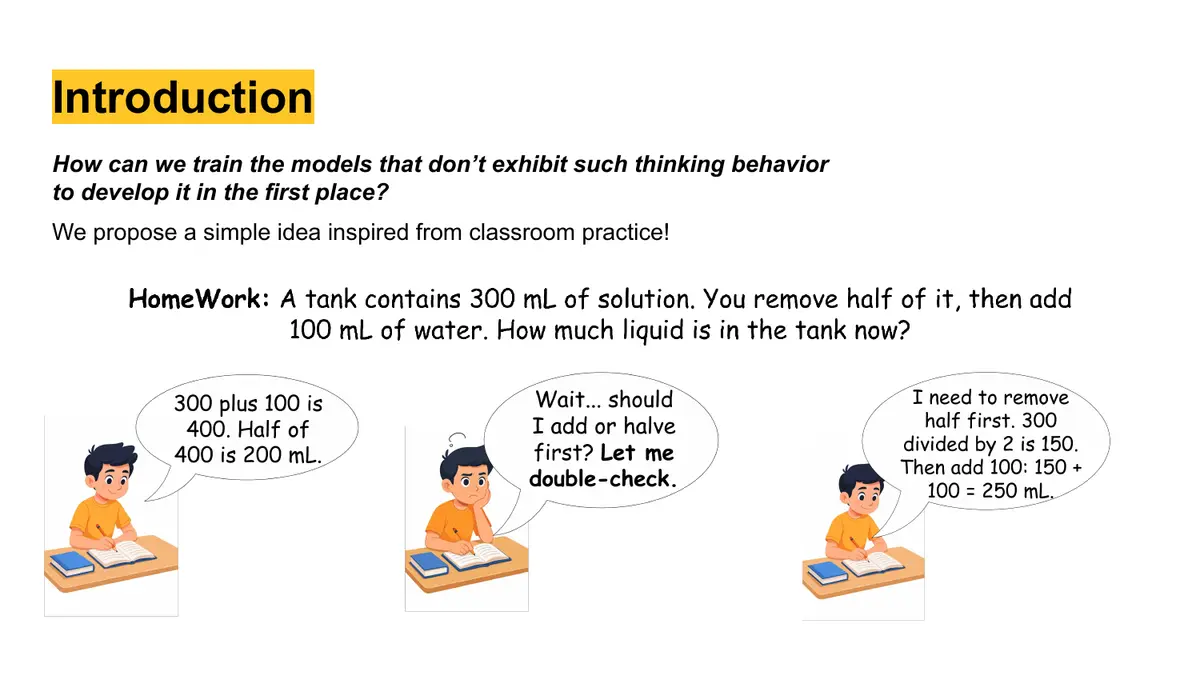 Introduction
How can we train the models that don’t exhibit such thinking behavior
to develop it in the first place?
We propose a simple idea inspired from classroom practice!
HomeWork: A tank contains 300 mL of solution. You remove half of it, then add
100 mL of water. How much liquid is in the tank now?
300 plus 100 is
400. Half of
400 is 200 mL.
Wait... should
I add or halve
first? Let me
double-check.
I need to remove
half first. 300
divided by 2 is 150.
Then add 100: 150 +
100 = 250 mL.